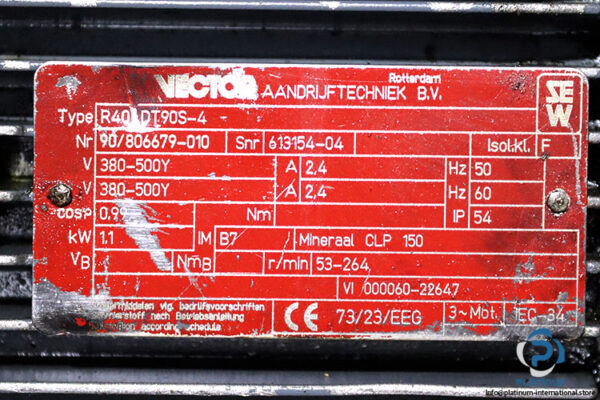 VECTOR Rotterdam AANDRIJFTECHNIEK B.V. SEW
Type R40 DT90S-4
Nr 90/806679-010 Snr 613154-04 Isol.kl. F
V 380-500Y A 2,4 Hz 50
V 380-500Y A 2,4 Hz 60
cosφ 0.99 Nm IP 54
kW 1.1 IM B7 Mineraal CLP 150
VB NmB r/min 53-264
VI 000060-22647
vlg. bedrijfsvoorschriften
nach Betriebsanleitung
according schedule
CE 73/23/EEG 3~Mot. IEC-34
Info@platinum-international.store